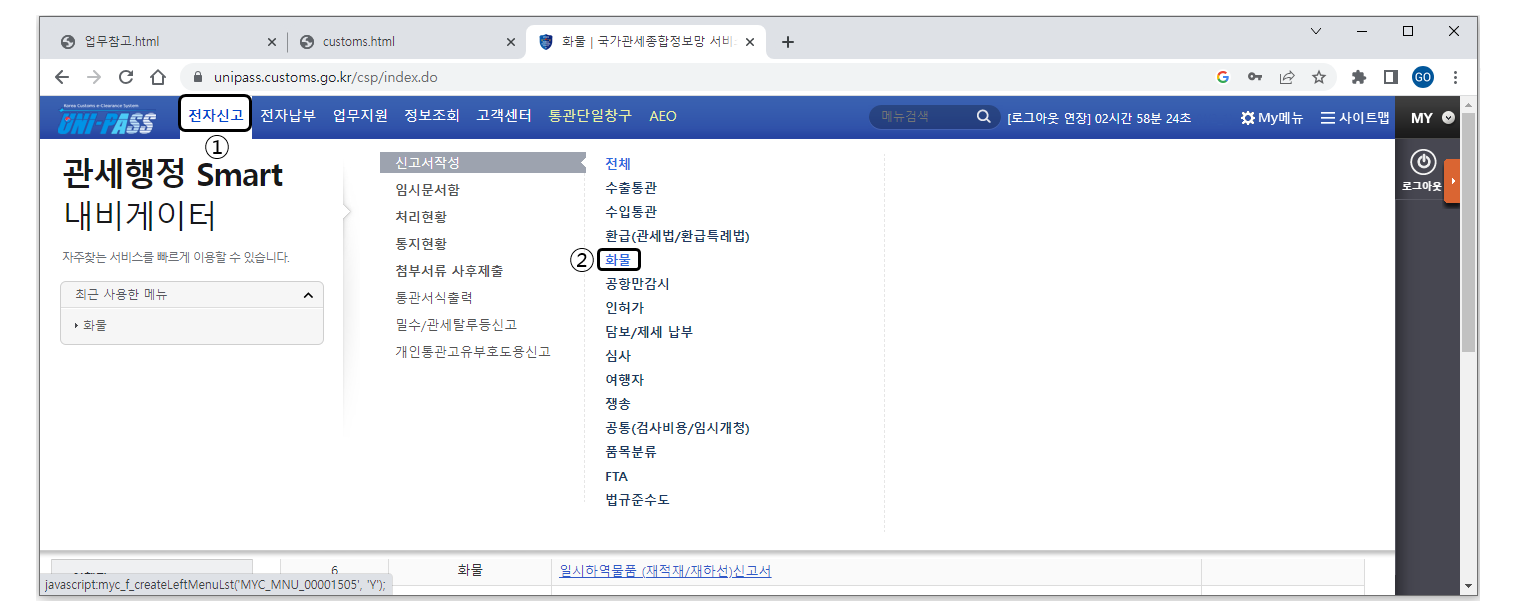 업무참고.html
customs.html
화물 | 국가관세종합정보망 서비
unipass.customs.go.kr/csp/index.do
GO
Korea Customs e-Clearance System
UNI-PASS
전자신고 전자납부 업무지원 정보조회 고객센터 통관단일창구 AEO
메뉴검색
[로그아웃 연장] 02시간 58분 24초
My메뉴
사이트맵
MY
①
관세행정 Smart
내비게이터
자주찾는 서비스를 빠르게 이용할 수 있습니다.
최근 사용한 메뉴
화물
신고서작성
임시문서함
처리현황
통지현황
첨부서류 사후제출
통관서식출력
밀수/관세탈루등신고
개인통관고유부호도용신고
전체
수출통관
수입통관
환급(관세법/환급특례법)
② 화물
공항만감시
인허가
담보/제세 납부
심사
여행자
쟁송
공통(검사비용/임시개청)
품목분류
FTA
법규준수도
로그아웃
6 화물 일시하역물품 (재적재/재하선)신고서
javascript:myc_f_createLeftMenuLst('MYC_MNU_00001505', 'Y');